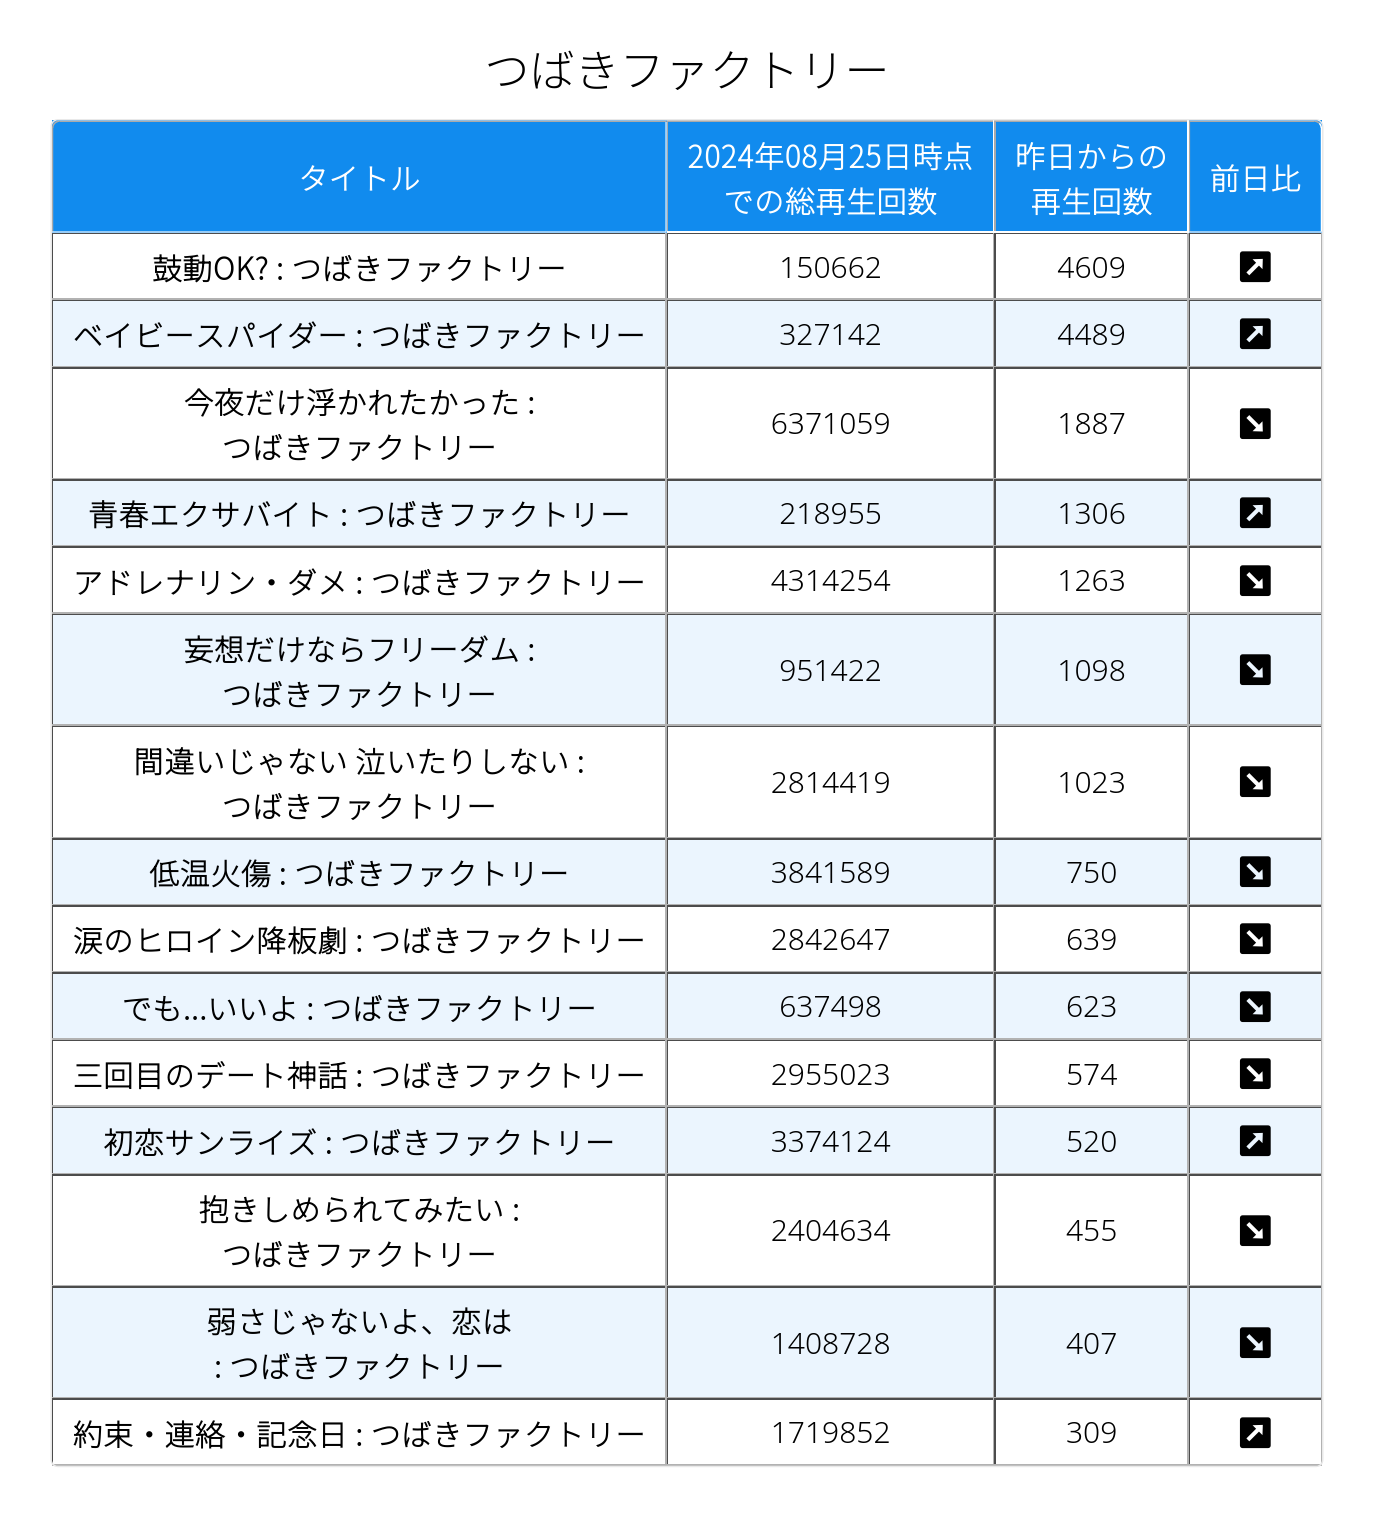 つばきファクトリー
タイトル
2024年08月25日時点
での総再生回数
昨日からの
再生回数
前日比
鼓動OK? : つばきファクトリー 150662 4609 ↗
ベイビースパイダー : つばきファクトリー 327142 4489 ↗
今夜だけ浮かれたかった :
つばきファクトリー
6371059 1887 ↘
青春エクサバイト : つばきファクトリー 218955 1306 ↗
アドレナリン・ダメ : つばきファクトリー 4314254 1263 ↘
妄想だけならフリーダム :
つばきファクトリー
951422 1098 ↘
間違いじゃない 泣いたりしない :
つばきファクトリー
2814419 1023 ↘
低温火傷 : つばきファクトリー 3841589 750 ↘
涙のヒロイン降板劇 : つばきファクトリー 2842647 639 ↘
でも...いいよ : つばきファクトリー 637498 623 ↘
三回目のデート神話 : つばきファクトリー 2955023 574 ↘
初恋サンライズ : つばきファクトリー 3374124 520 ↗
抱きしめられてみたい :
つばきファクトリー
2404634 455 ↘
弱さじゃないよ、恋は
: つばきファクトリー
1408728 407 ↘
約束・連絡・記念日 : つばきファクトリー 1719852 309 ↗